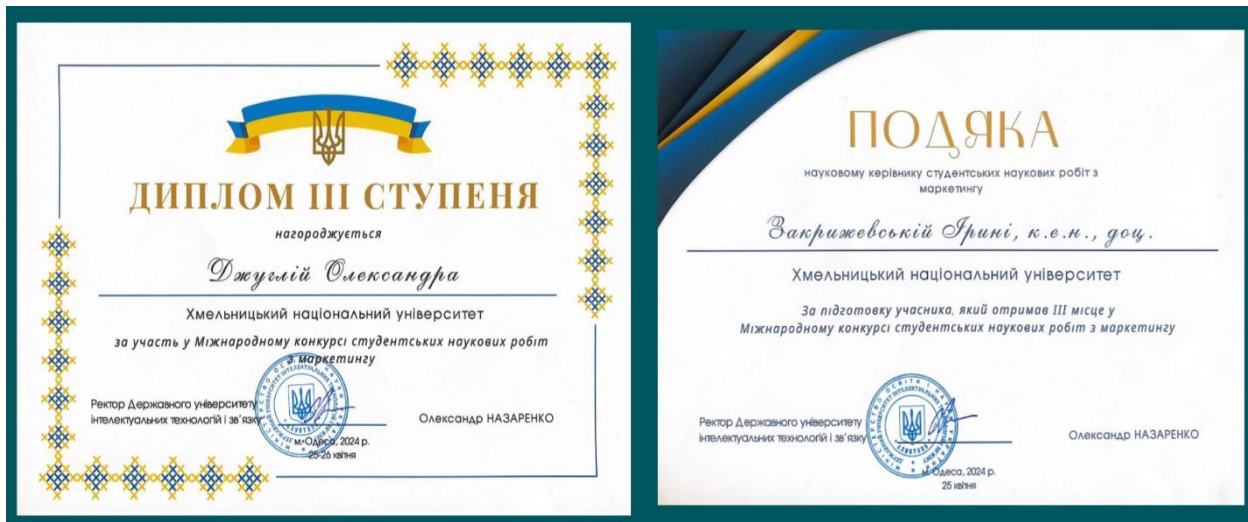 ДИПЛОМ III СТУПЕНЯ
нагороджується
Джуглій Олександра
Хмельницький національний університет
за участь у Міжнародному конкурсі студентських наукових робіт
з маркетингу
Ректор Державного університету
інтелектуальних технологій і зв'язку
Олександр НАЗАРЕНКО
м. Одеса, 2024 р.
25-26 квітня
ПОДЯКА
науковому керівнику студентських наукових робіт з
маркетингу
Закрижевській Ірині, к.е.н., доц.
Хмельницький національний університет
За підготовку учасника, який отримав III місце у
Міжнародному конкурсі студентських наукових робіт з маркетингу
Ректор Державного університету
інтелектуальних технологій і зв'язку
Олександр НАЗАРЕНКО
м. Одеса, 2024 р.
25 квітня